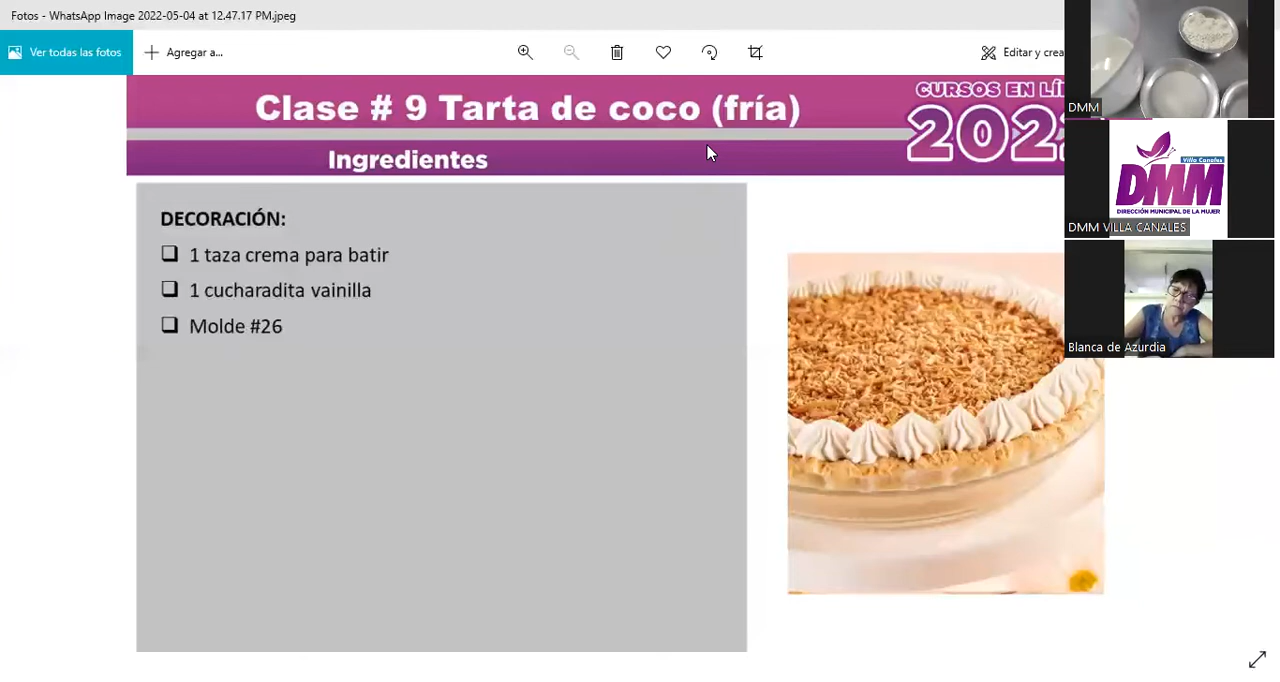 Fotos - WhatsApp Image 2022-05-04 at 12.47.17 PM.jpeg
Ver todas las fotos
Agregar a...
Editar y crea
Clase # 9 Tarta de coco (fría)
Ingredientes
CURSOS EN LÍ
202
DECORACIÓN:
1 taza crema para batir
1 cucharadita vainilla
Molde #26
DMM
Villa Canales
DMM
DIRECCIÓN MUNICIPAL DE LA MUJER
DMM VILLA CANALES
Blanca de Azurdia